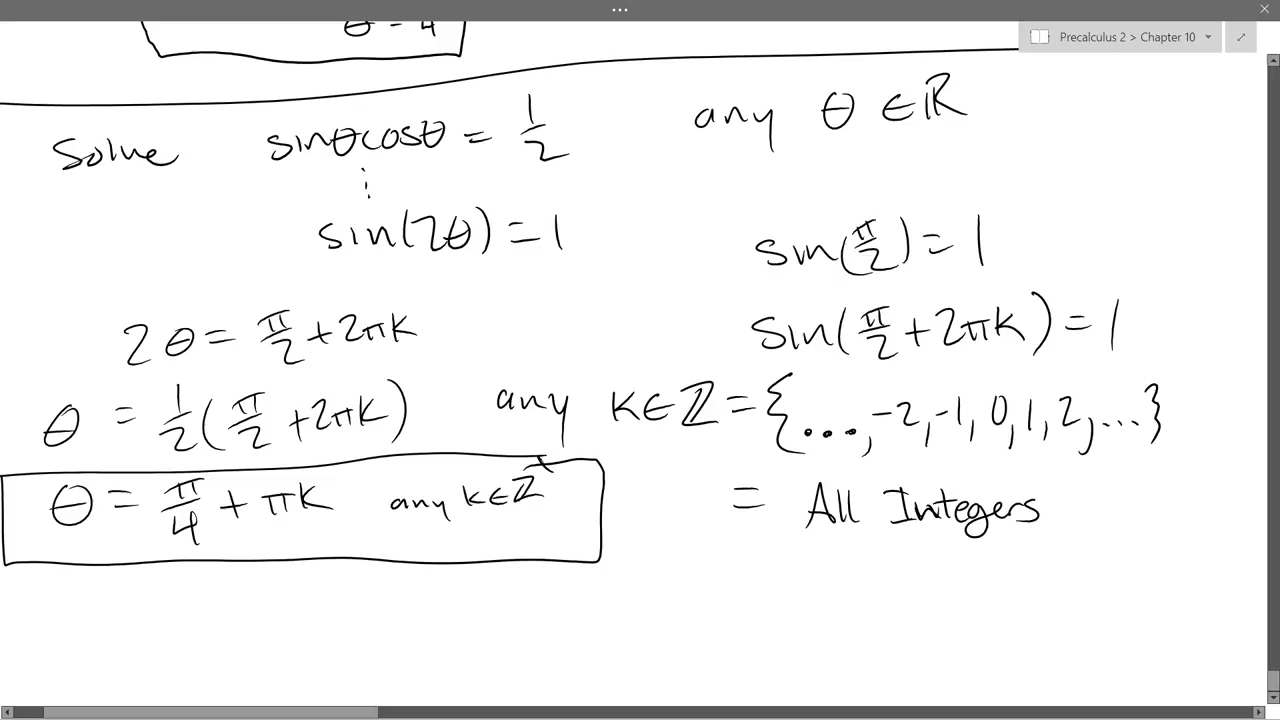 θ = π/4
Precalculus 2 > Chapter 10
Solve sinθcosθ = 1/2 any θ ∈ ℝ
⋮
sin(2θ) = 1
sin(π/2) = 1
2θ = π/2 + 2πk
sin(π/2 + 2πk) = 1
θ = 1/2(π/2 + 2πk) any k ∈ ℤ = {..., -2, -1, 0, 1, 2, ...}
θ = π/4 + πk any k ∈ ℤ
= All Integers